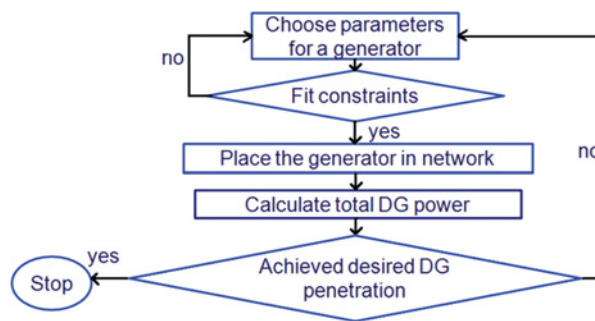 Choose parameters
for a generator
no
Fit constraints
yes
Place the generator in network
no
Calculate total DG power
yes
Achieved desired DG
penetration
Stop